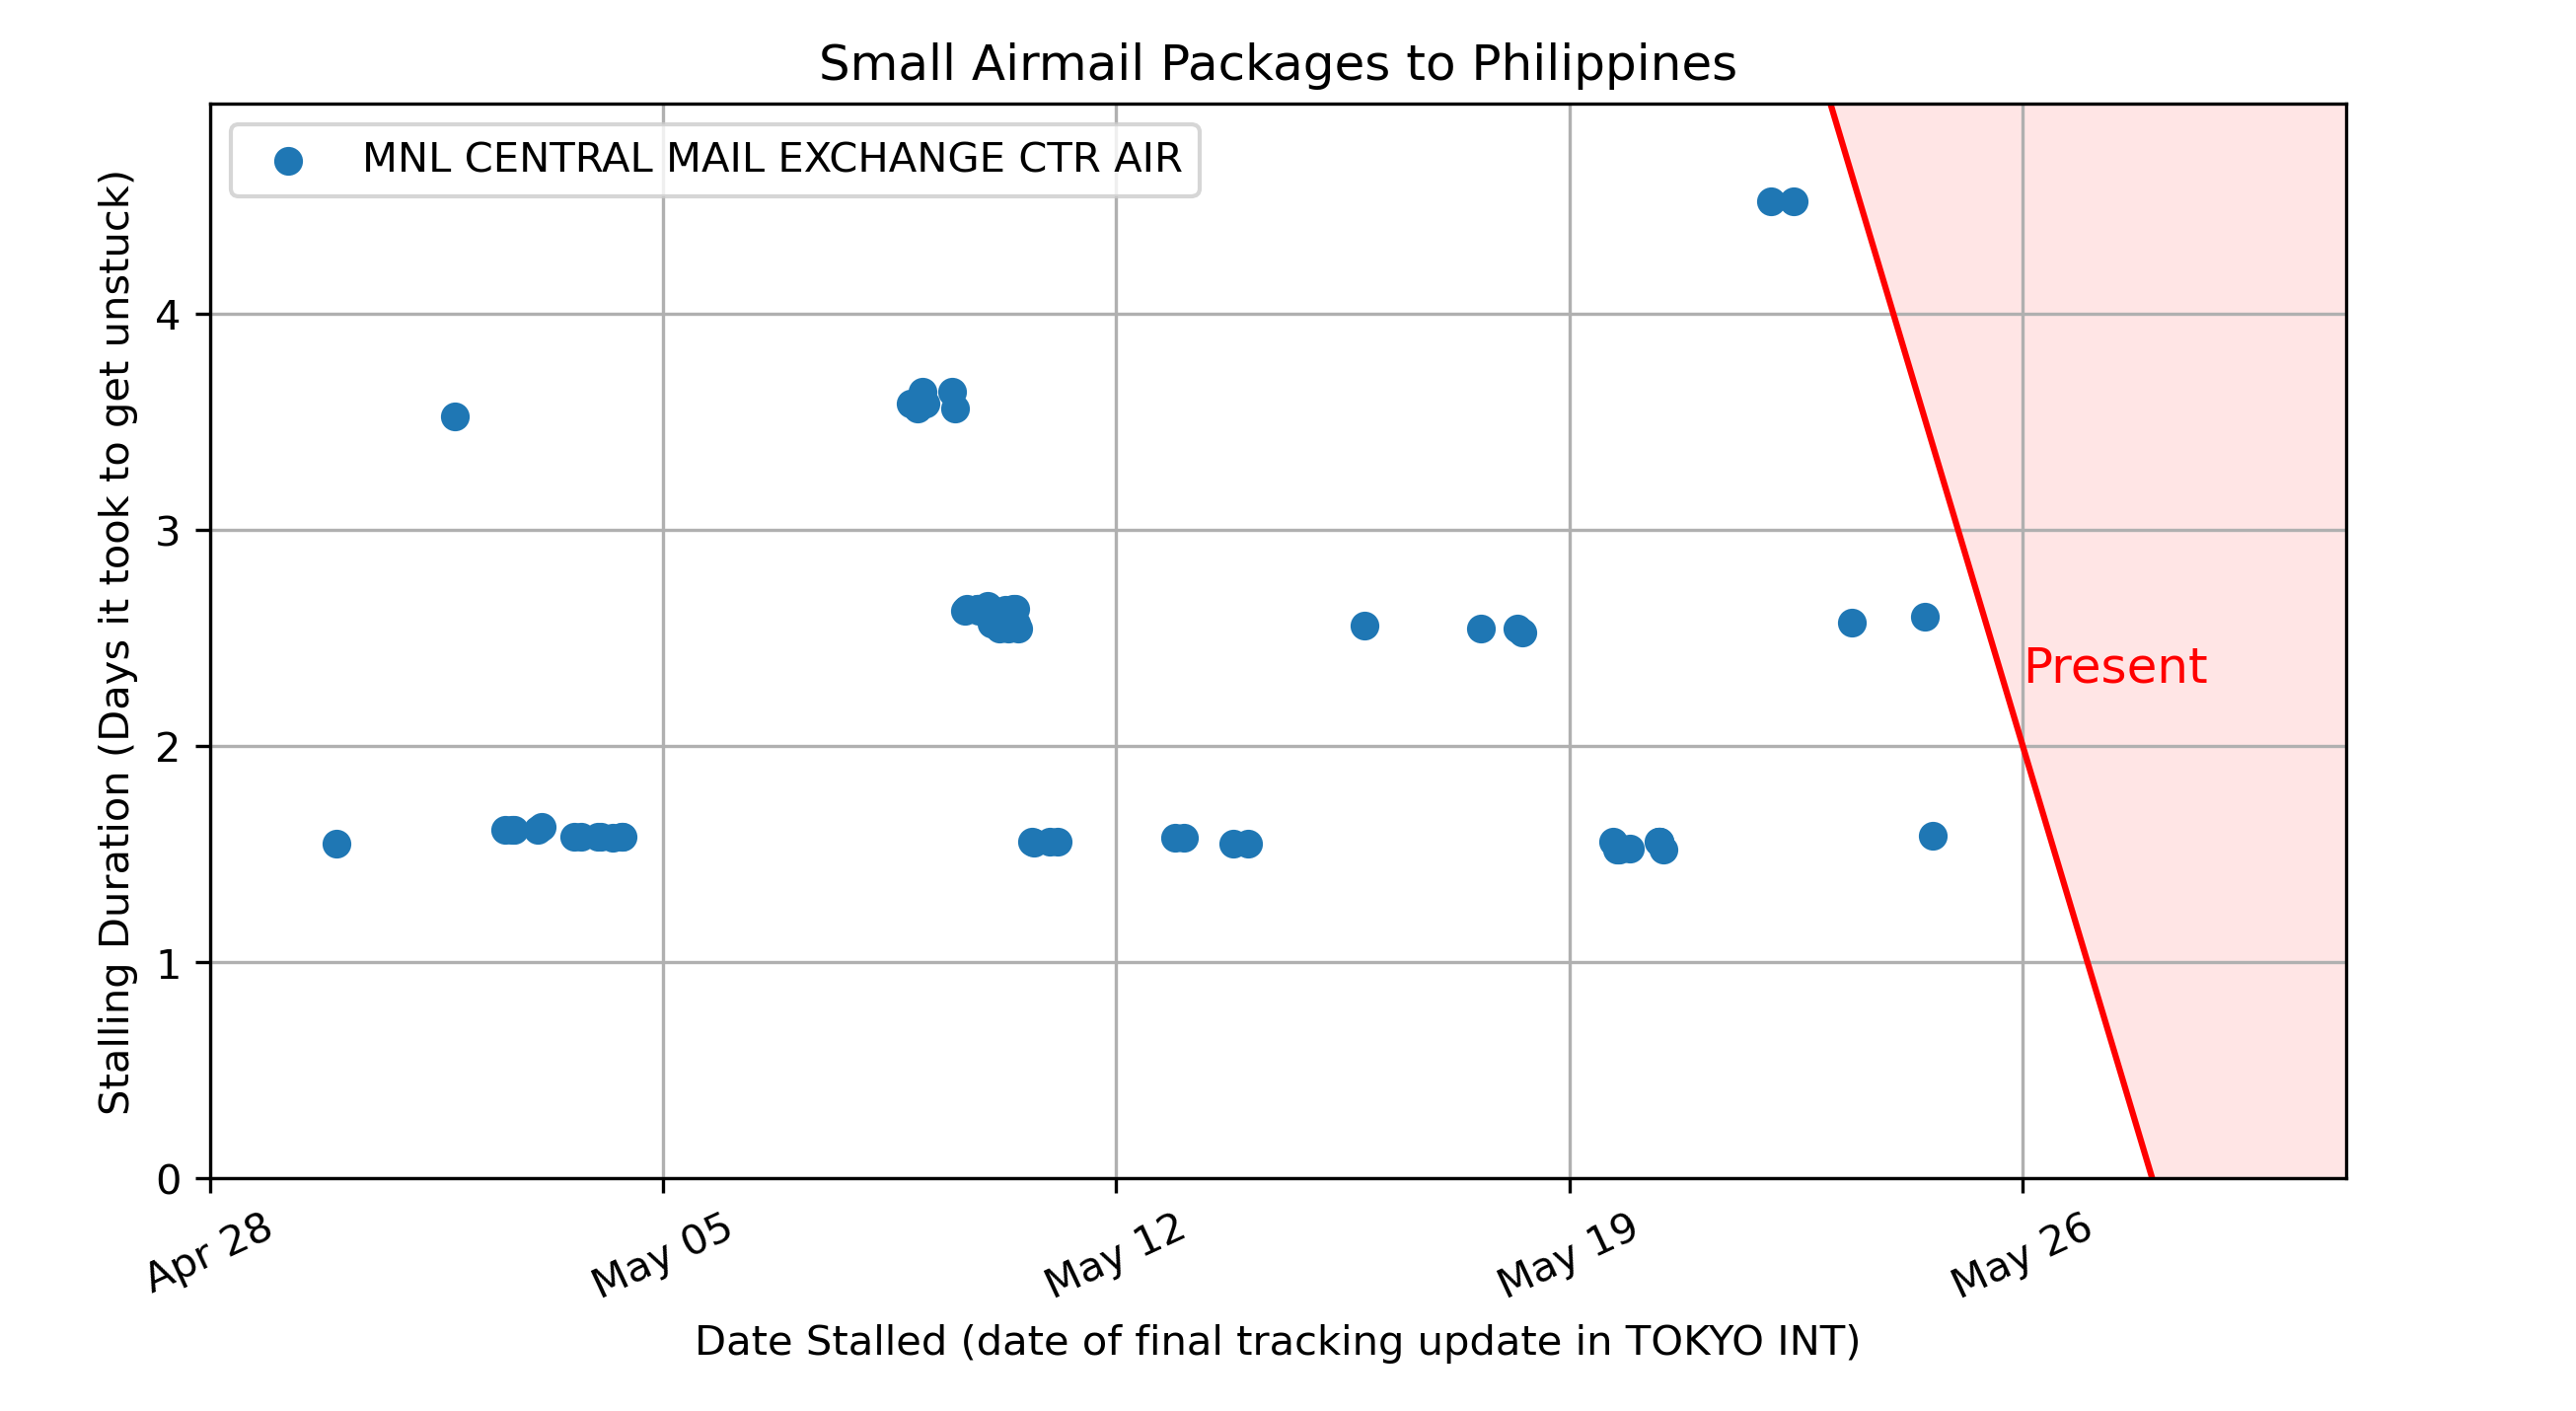 Small Airmail Packages to Philippines
MNL CENTRAL MAIL EXCHANGE CTR AIR
Stalling Duration (Days it took to get unstuck)
4
3
2
1
0
Present
Apr 28
May 05
May 12
May 19
May 26
Date Stalled (date of final tracking update in TOKYO INT)